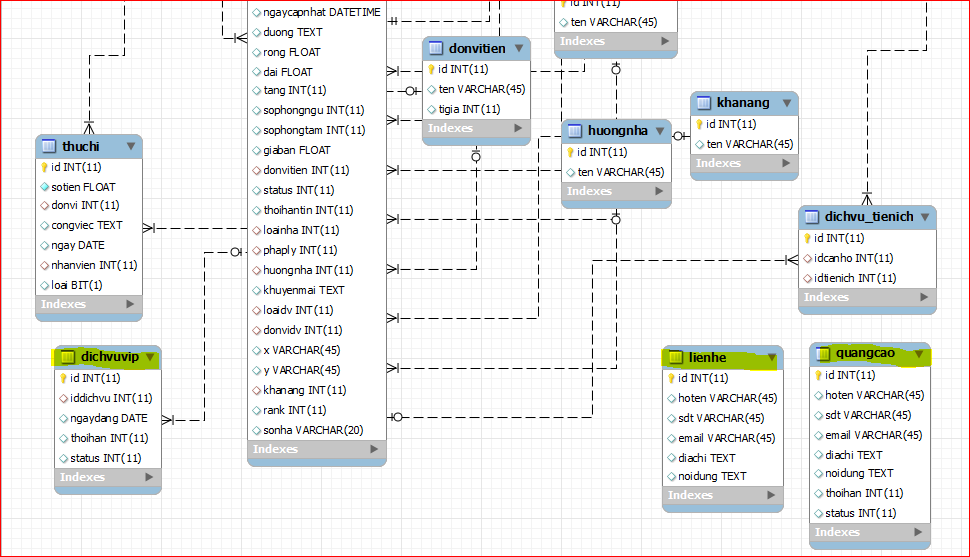 ngaycapnhat DATETIME
duong TEXT
rong FLOAT
dai FLOAT
tang INT(11)
sophongngu INT(11)
sophongtam INT(11)
giaban FLOAT
donvitien INT(11)
status INT(11)
thoihantin INT(11)
loainha INT(11)
phaply INT(11)
huongnha INT(11)
khuyenmai TEXT
loaidv INT(11)
donvidv INT(11)
x VARCHAR(45)
y VARCHAR(45)
khanang INT(11)
rank INT(11)
sonha VARCHAR(20)
Indexes
id INT(11)
ten VARCHAR(45)
Indexes
donvitien
id INT(11)
ten VARCHAR(45)
tigia INT(11)
Indexes
khanang
id INT(11)
ten VARCHAR(45)
Indexes
huongnha
id INT(11)
ten VARCHAR(45)
Indexes
thuchi
id INT(11)
sotien FLOAT
donvi INT(11)
congviec TEXT
ngay DATE
nhanvien INT(11)
loai BIT(1)
Indexes
dichvu_tienich
id INT(11)
idcanho INT(11)
idtienich INT(11)
Indexes
dichvuvip
id INT(11)
iddichvu INT(11)
ngaydang DATE
thoihan INT(11)
status INT(11)
Indexes
lienhe
id INT(11)
hoten VARCHAR(45)
sdt VARCHAR(45)
email VARCHAR(45)
diachi TEXT
noidung TEXT
Indexes
quangcao
id INT(11)
hoten VARCHAR(45)
sdt VARCHAR(45)
email VARCHAR(45)
diachi TEXT
noidung TEXT
thoihan INT(11)
status INT(11)
Indexes